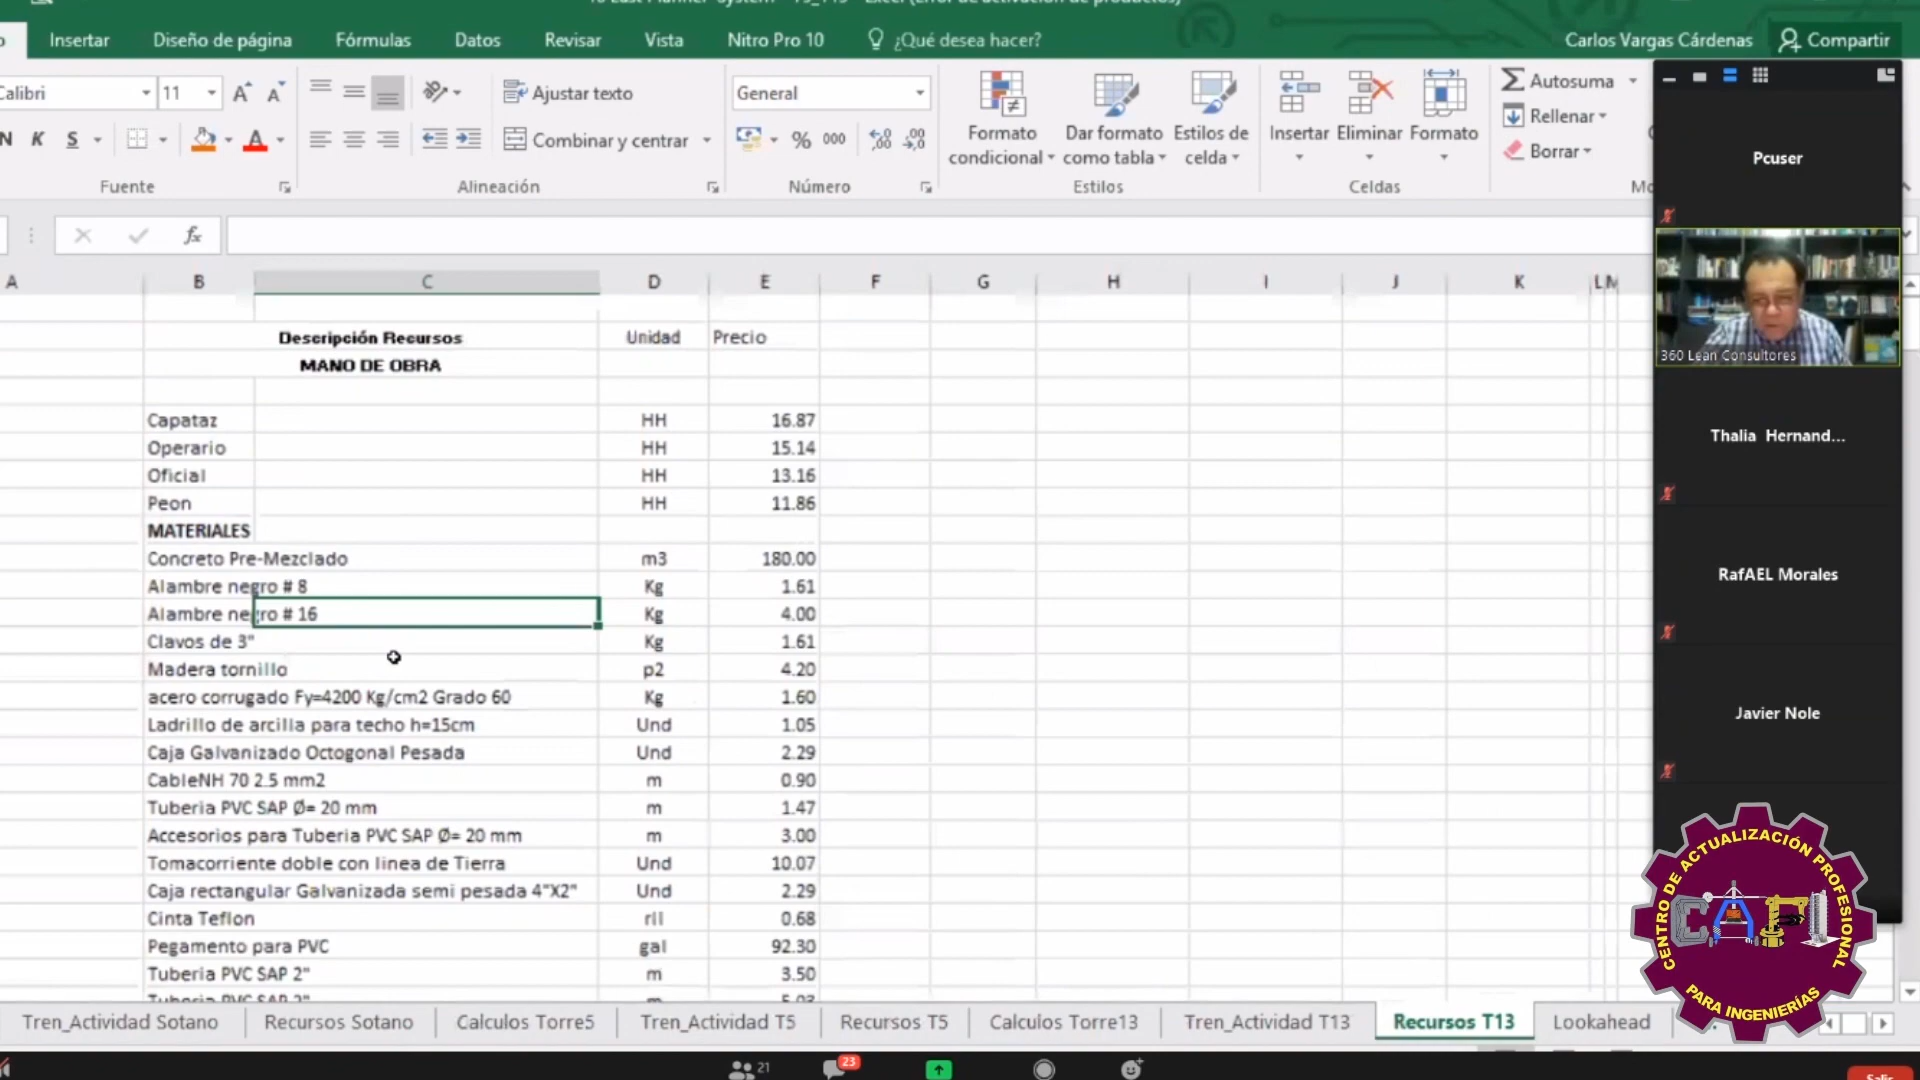 Insertar Diseño de página Fórmulas Datos Revisar Vista Nitro Pro 10 ¿Qué desea hacer? Carlos Vargas Cárdenas Compartir
Calibri 11 Ajustar texto General Formato condicional Dar formato como tabla Estilos de celda Insertar Eliminar Formato Autosuma
Rellenar
N K S Combinar y centrar % 000 Borrar
Fuente Alineación Número Estilos Celdas
fx
A B C D E F G H I J K L M
Descripción Recursos Unidad Precio
MANO DE OBRA
Capataz HH 16.87
Operario HH 15.14
Oficial HH 13.16
Peon HH 11.86
MATERIALES
Concreto Pre-Mezclado m3 180.00
Alambre negro # 8 Kg 1.61
Alambre negro # 16 Kg 4.00
Clavos de 3" Kg 1.61
Madera tornillo p2 4.20
acero corrugado Fy=4200 Kg/cm2 Grado 60 Kg 1.60
Ladrillo de arcilla para techo h=15cm Und 1.05
Caja Galvanizado Octogonal Pesada Und 2.29
CableNH 70 2.5 mm2 m 0.90
Tuberia PVC SAP Ø= 20 mm m 1.47
Accesorios para Tuberia PVC SAP Ø= 20 mm m 3.00
Tomacorriente doble con linea de Tierra Und 10.07
Caja rectangular Galvanizada semi pesada 4"X2" Und 2.29
Cinta Teflon rll 0.68
Pegamento para PVC gal 92.30
Tuberia PVC SAP 2" m 3.50
Tren_Actividad Sotano Recursos Sotano Calculos Torre5 Tren_Actividad T5 Recursos T5 Calculos Torre13 Tren_Actividad T13 Recursos T13 Lookahead
21 23
Salir
Pcuser
360 Lean Consultores
Thalia Hernand...
RafAEL Morales
Javier Nole
CENTRO DE ACTUALIZACIÓN PROFESIONAL
CAPI
PARA INGENIERÍAS